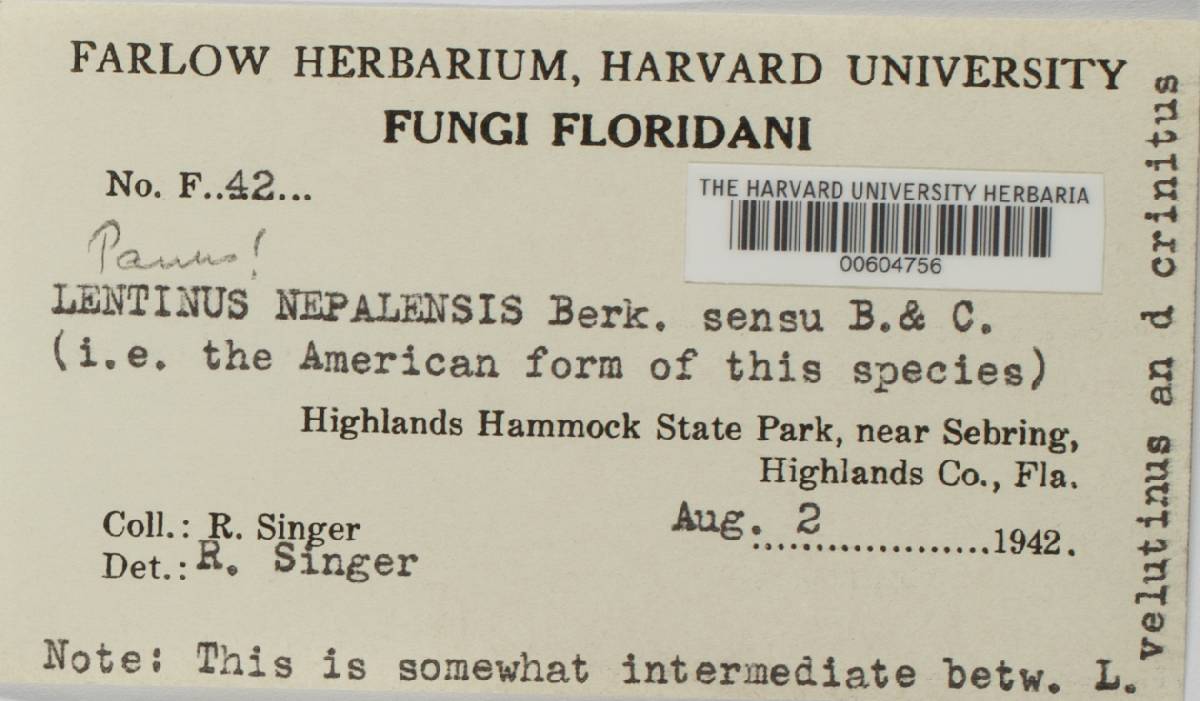 FARLOW HERBARIUM, HARVARD UNIVERSITY
FUNGI FLORIDANI
No. F..42...
THE HARVARD UNIVERSITY HERBARIA
00604756
Panus!
LENTINUS NEPALENSIS Berk. sensu B.& C.
(i.e. the American form of this species)
Highlands Hammock State Park, near Sebring,
Highlands Co., Fla.
Coll.: R. Singer
Aug. 2 ....................1942.
Det.: R. Singer
Note: This is somewhat intermediate betw. L.
velutinus an d crinitus